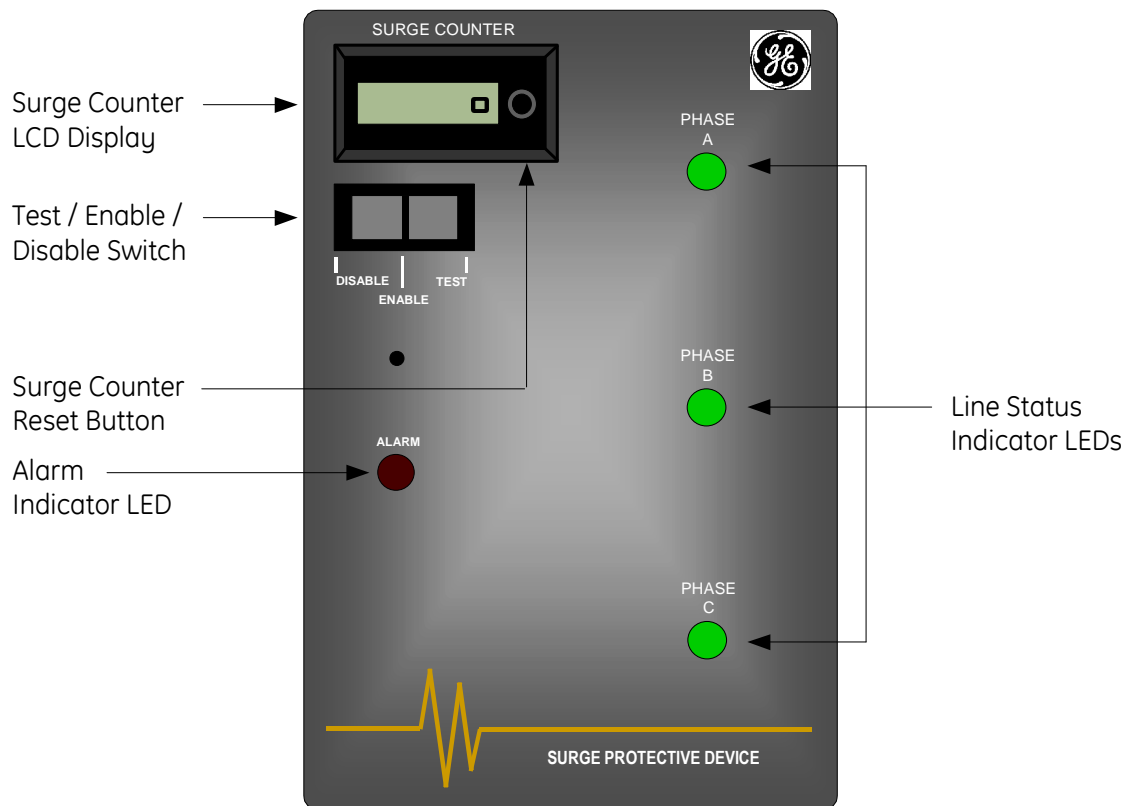 SURGE COUNTER
GE
Surge Counter
LCD Display
PHASE
A
Test / Enable /
Disable Switch
DISABLE
TEST
ENABLE
PHASE
B
Surge Counter
Reset Button
Line Status
Indicator LEDs
ALARM
Alarm
Indicator LED
PHASE
C
SURGE PROTECTIVE DEVICE